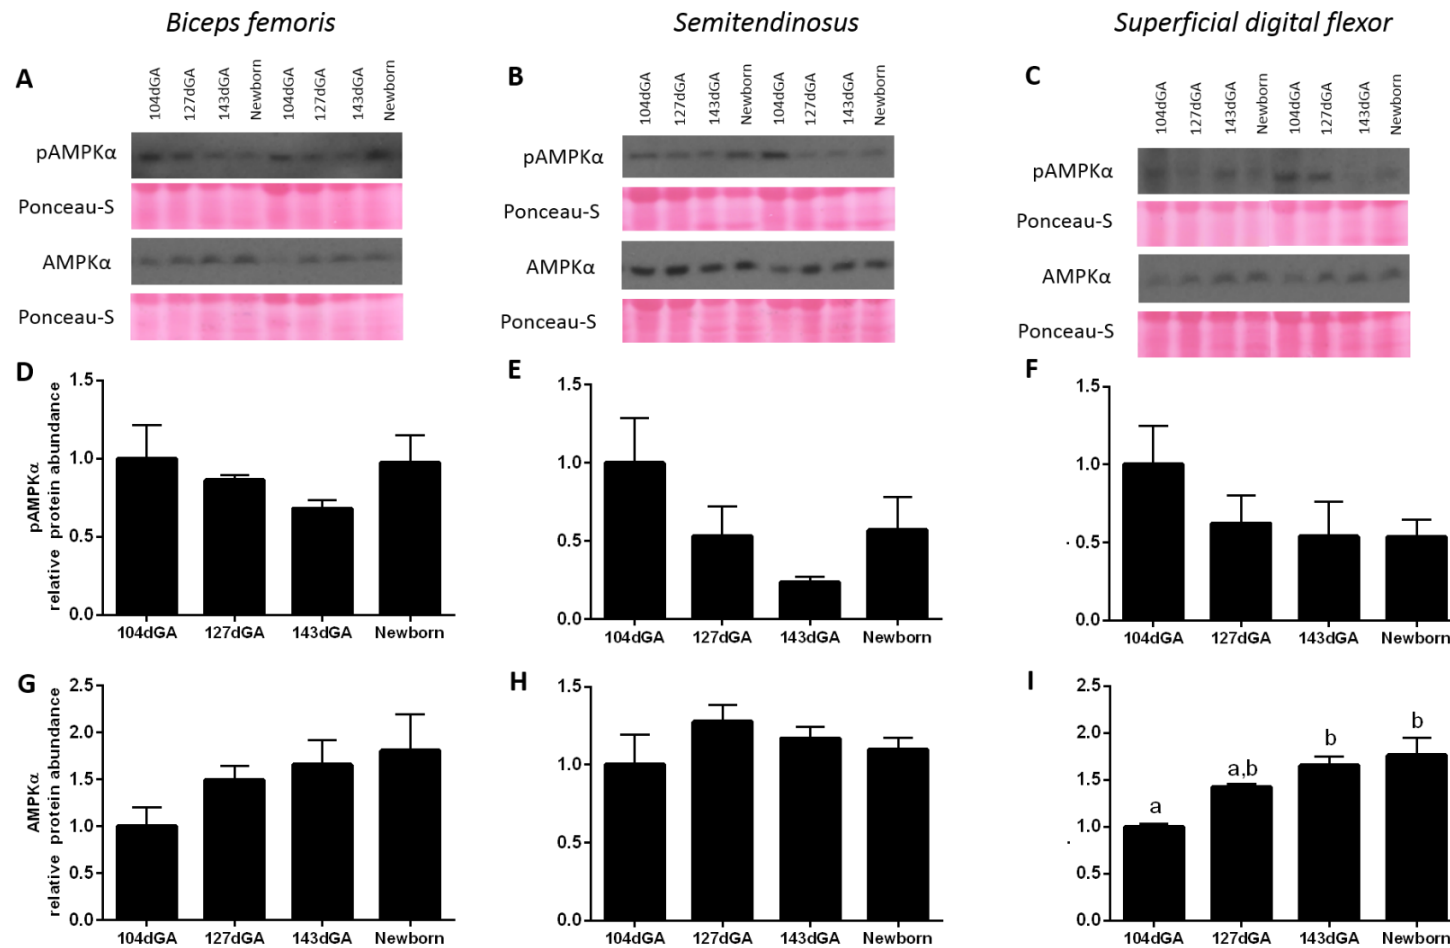 Biceps femoris
Semitendinosus
Superficial digital flexor
A
104dGA
127dGA
143dGA
Newborn
104dGA
127dGA
143dGA
Newborn
pAMPKα
Ponceau-S
AMPKα
Ponceau-S
B
104dGA
127dGA
143dGA
Newborn
104dGA
127dGA
143dGA
Newborn
pAMPKα
Ponceau-S
AMPKα
Ponceau-S
C
104dGA
127dGA
143dGA
Newborn
104dGA
127dGA
143dGA
Newborn
pAMPKα
Ponceau-S
AMPKα
Ponceau-S
D
pAMPKα
relative protein abundance
1.5
1.0
0.5
0.0
104dGA 127dGA 143dGA Newborn
E
1.5
1.0
0.5
0.0
104dGA 127dGA 143dGA Newborn
F
1.5
1.0
0.5
0.0
104dGA 127dGA 143dGA Newborn
G
AMPKα
relative protein abundance
2.5
2.0
1.5
1.0
0.5
0.0
104dGA 127dGA 143dGA Newborn
H
1.5
1.0
0.5
0.0
104dGA 127dGA 143dGA Newborn
I
2.5
2.0
1.5
1.0
0.5
0.0
a
a,b
b
b
104dGA 127dGA 143dGA Newborn